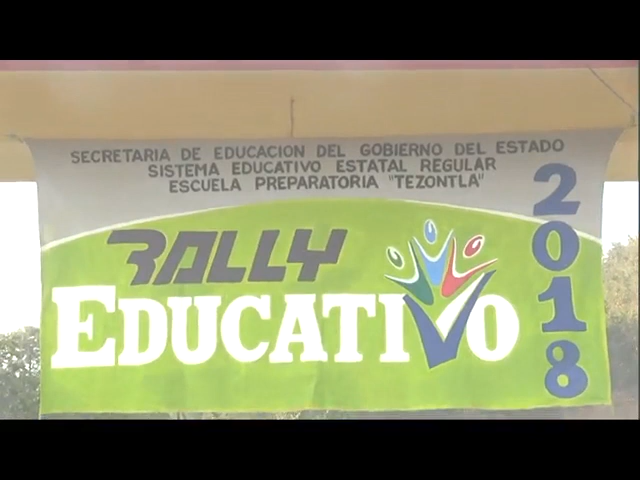 SECRETARIA DE EDUCACION DEL GOBIERNO DEL ESTADO
SISTEMA EDUCATIVO ESTATAL REGULAR
ESCUELA PREPARATORIA "TEZONTLA"
RALLY
EDUCATIVO
2018